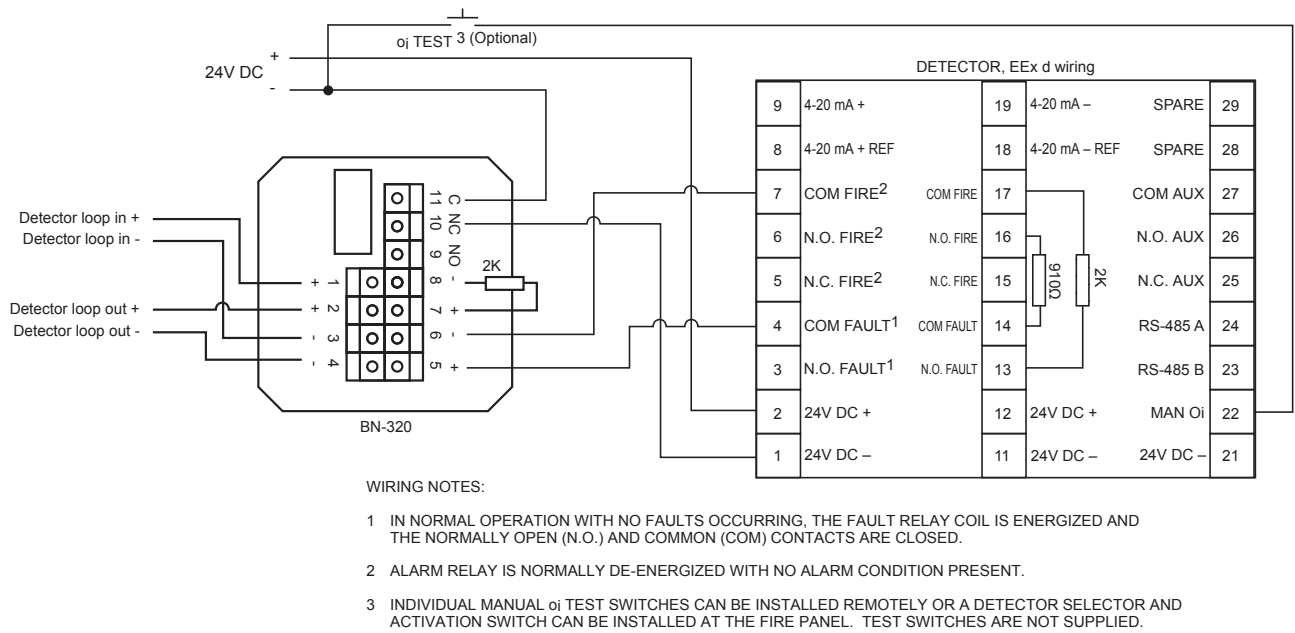 oi TEST 3 (Optional)
24V DC
+
-
DETECTOR, EEx d wiring
9 4-20 mA + 19 4-20 mA – SPARE 29
8 4-20 mA + REF 18 4-20 mA – REF SPARE 28
7 COM FIRE2 COM FIRE 17 COM AUX 27
6 N.O. FIRE2 N.O. FIRE 16 N.O. AUX 26
5 N.C. FIRE2 N.C. FIRE 15 N.C. AUX 25
4 COM FAULT1 COM FAULT 14 RS-485 A 24
3 N.O. FAULT1 N.O. FAULT 13 RS-485 B 23
2 24V DC + 12 24V DC + MAN Oi 22
1 24V DC – 11 24V DC – 24V DC – 21
910Ω
2K
Detector loop in +
Detector loop in -
Detector loop out +
Detector loop out -
+ 1
+ 2
- 3
- 4
11 C
10 NC
9 NO
8 -
7 +
6 -
5 +
2K
BN-320
WIRING NOTES:
1 IN NORMAL OPERATION WITH NO FAULTS OCCURRING, THE FAULT RELAY COIL IS ENERGIZED AND
THE NORMALLY OPEN (N.O.) AND COMMON (COM) CONTACTS ARE CLOSED.
2 ALARM RELAY IS NORMALLY DE-ENERGIZED WITH NO ALARM CONDITION PRESENT.
3 INDIVIDUAL MANUAL oi TEST SWITCHES CAN BE INSTALLED REMOTELY OR A DETECTOR SELECTOR AND
ACTIVATION SWITCH CAN BE INSTALLED AT THE FIRE PANEL. TEST SWITCHES ARE NOT SUPPLIED.